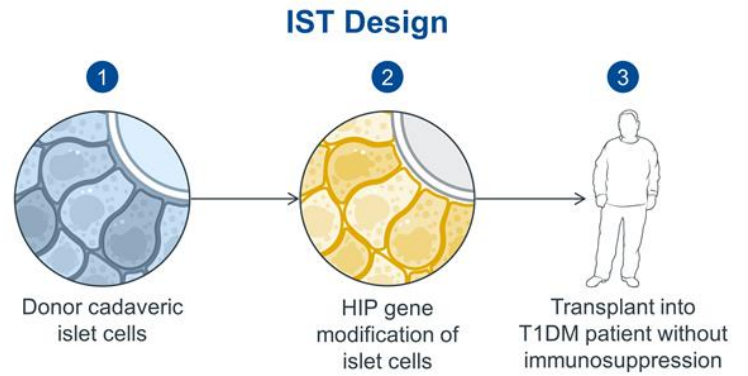 IST Design
1
2
3
Donor cadaveric
islet cells
HIP gene
modification of
islet cells
Transplant into
T1DM patient without
immunosuppression